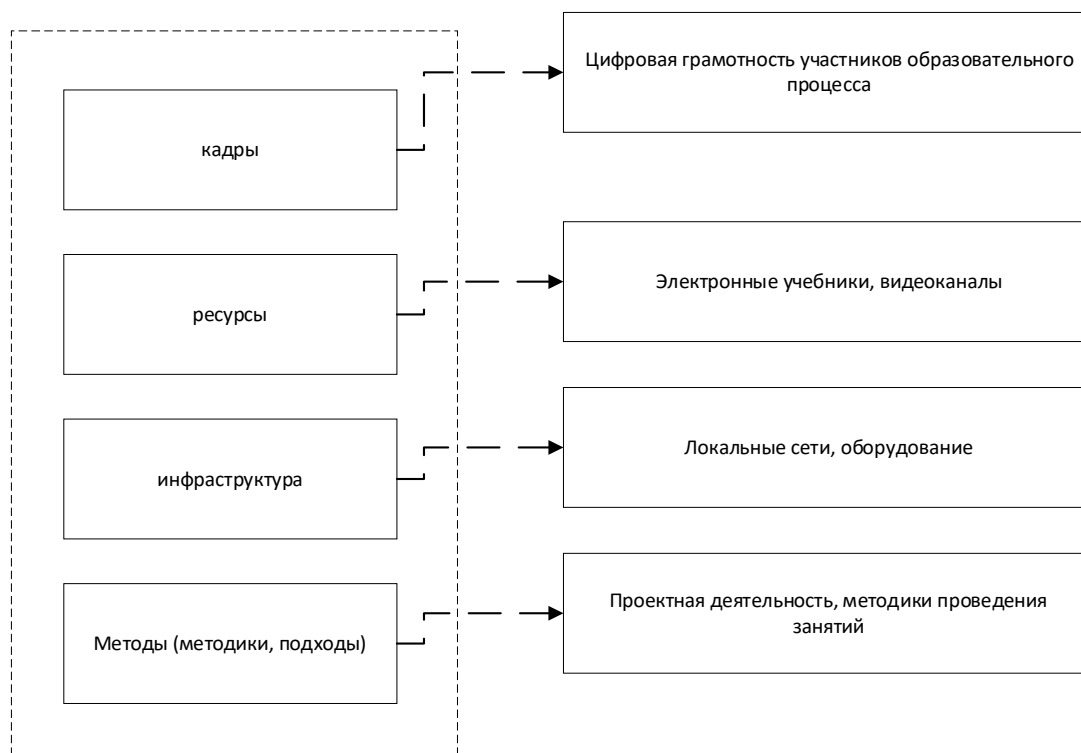 кадры
Цифровая грамотность участников образовательного
процесса
ресурсы
Электронные учебники, видеоканалы
инфраструктура
Локальные сети, оборудование
Методы (методики, подходы)
Проектная деятельность, методики проведения
занятий